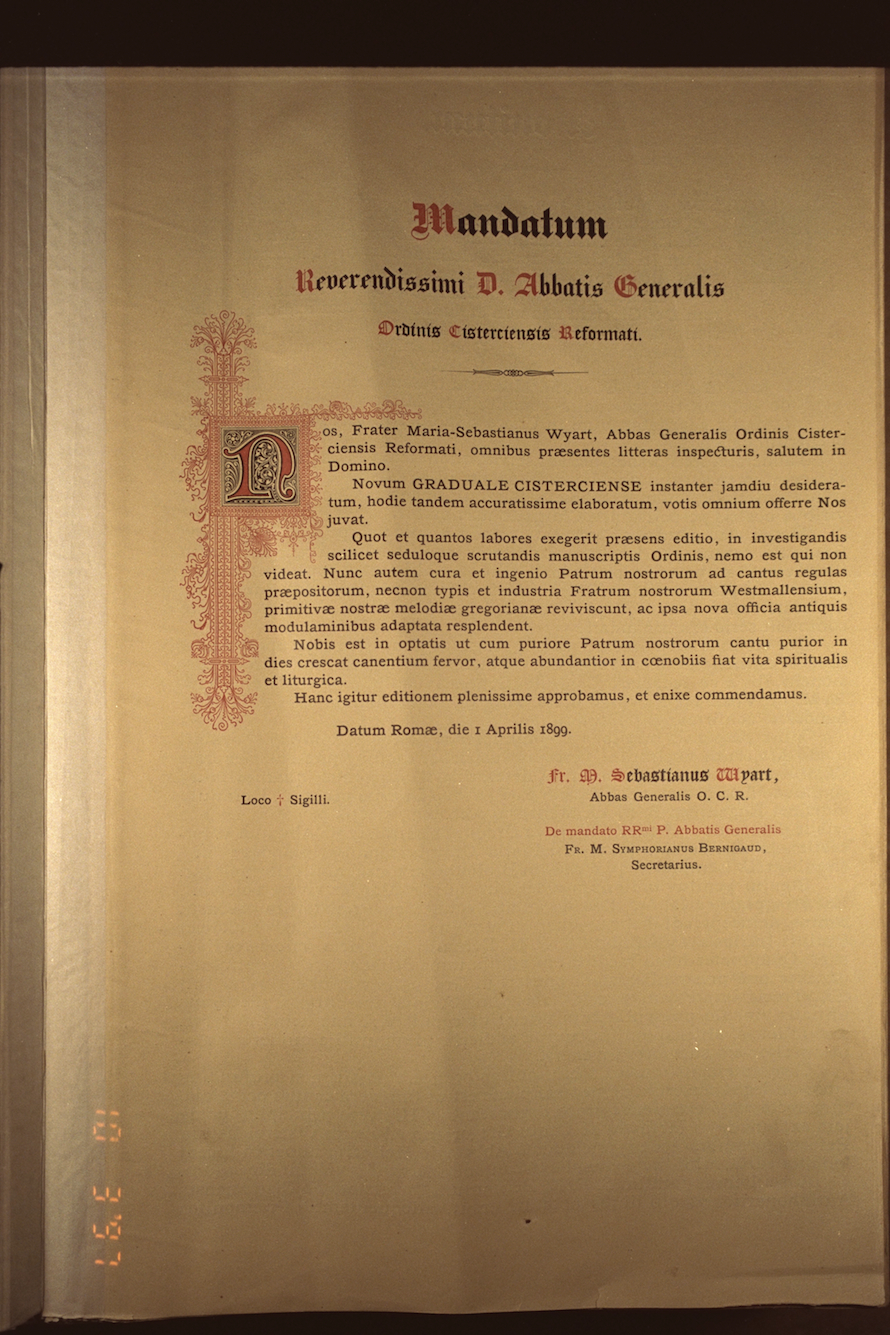 Mandatum
Reverendissimi D. Abbatis Generalis
Ordinis Cisterciensis Reformati.
Nos, Frater Maria-Sebastianus Wyart, Abbas Generalis Ordinis Cister-
ciensis Reformati, omnibus præsentes litteras inspecturis, salutem in
Domino.
Novum GRADUALE CISTERCIENSE instanter jamdiu desidera-
tum, hodie tandem accuratissime elaboratum, votis omnium offerre Nos
juvat.
Quot et quantos labores exegerit præsens editio, in investigandis
scilicet seduloque scrutandis manuscriptis Ordinis, nemo est qui non
videat. Nunc autem cura et ingenio Patrum nostrorum ad cantus regulas
præpositorum, necnon typis et industria Fratrum nostrorum Westmallensium,
primitivæ nostræ melodiæ gregorianæ reviviscunt, ac ipsa nova officia antiquis
modulaminibus adaptata resplendent.
Nobis est in optatis ut cum puriore Patrum nostrorum cantu purior in
dies crescat canentium fervor, atque abundantior in cœnobiis fiat vita spiritualis
et liturgica.
Hanc igitur editionem plenissime approbamus, et enixe commendamus.
Datum Romæ, die 1 Aprilis 1899.
Fr. M. Sebastianus Wyart,
Abbas Generalis O. C. R.
Loco † Sigilli.
De mandato RRmi P. Abbatis Generalis
Fr. M. Symphorianus Bernigaud,
Secretarius.